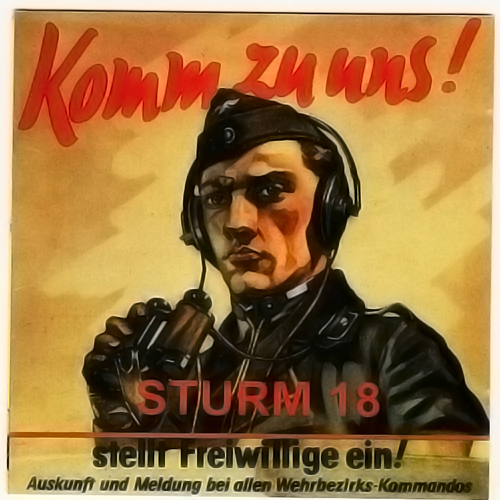 Komm zu uns!
STURM 18
stellt Freiwillige ein!
Auskunft und Meldung bei allen Wehrbezirks-Kommandos